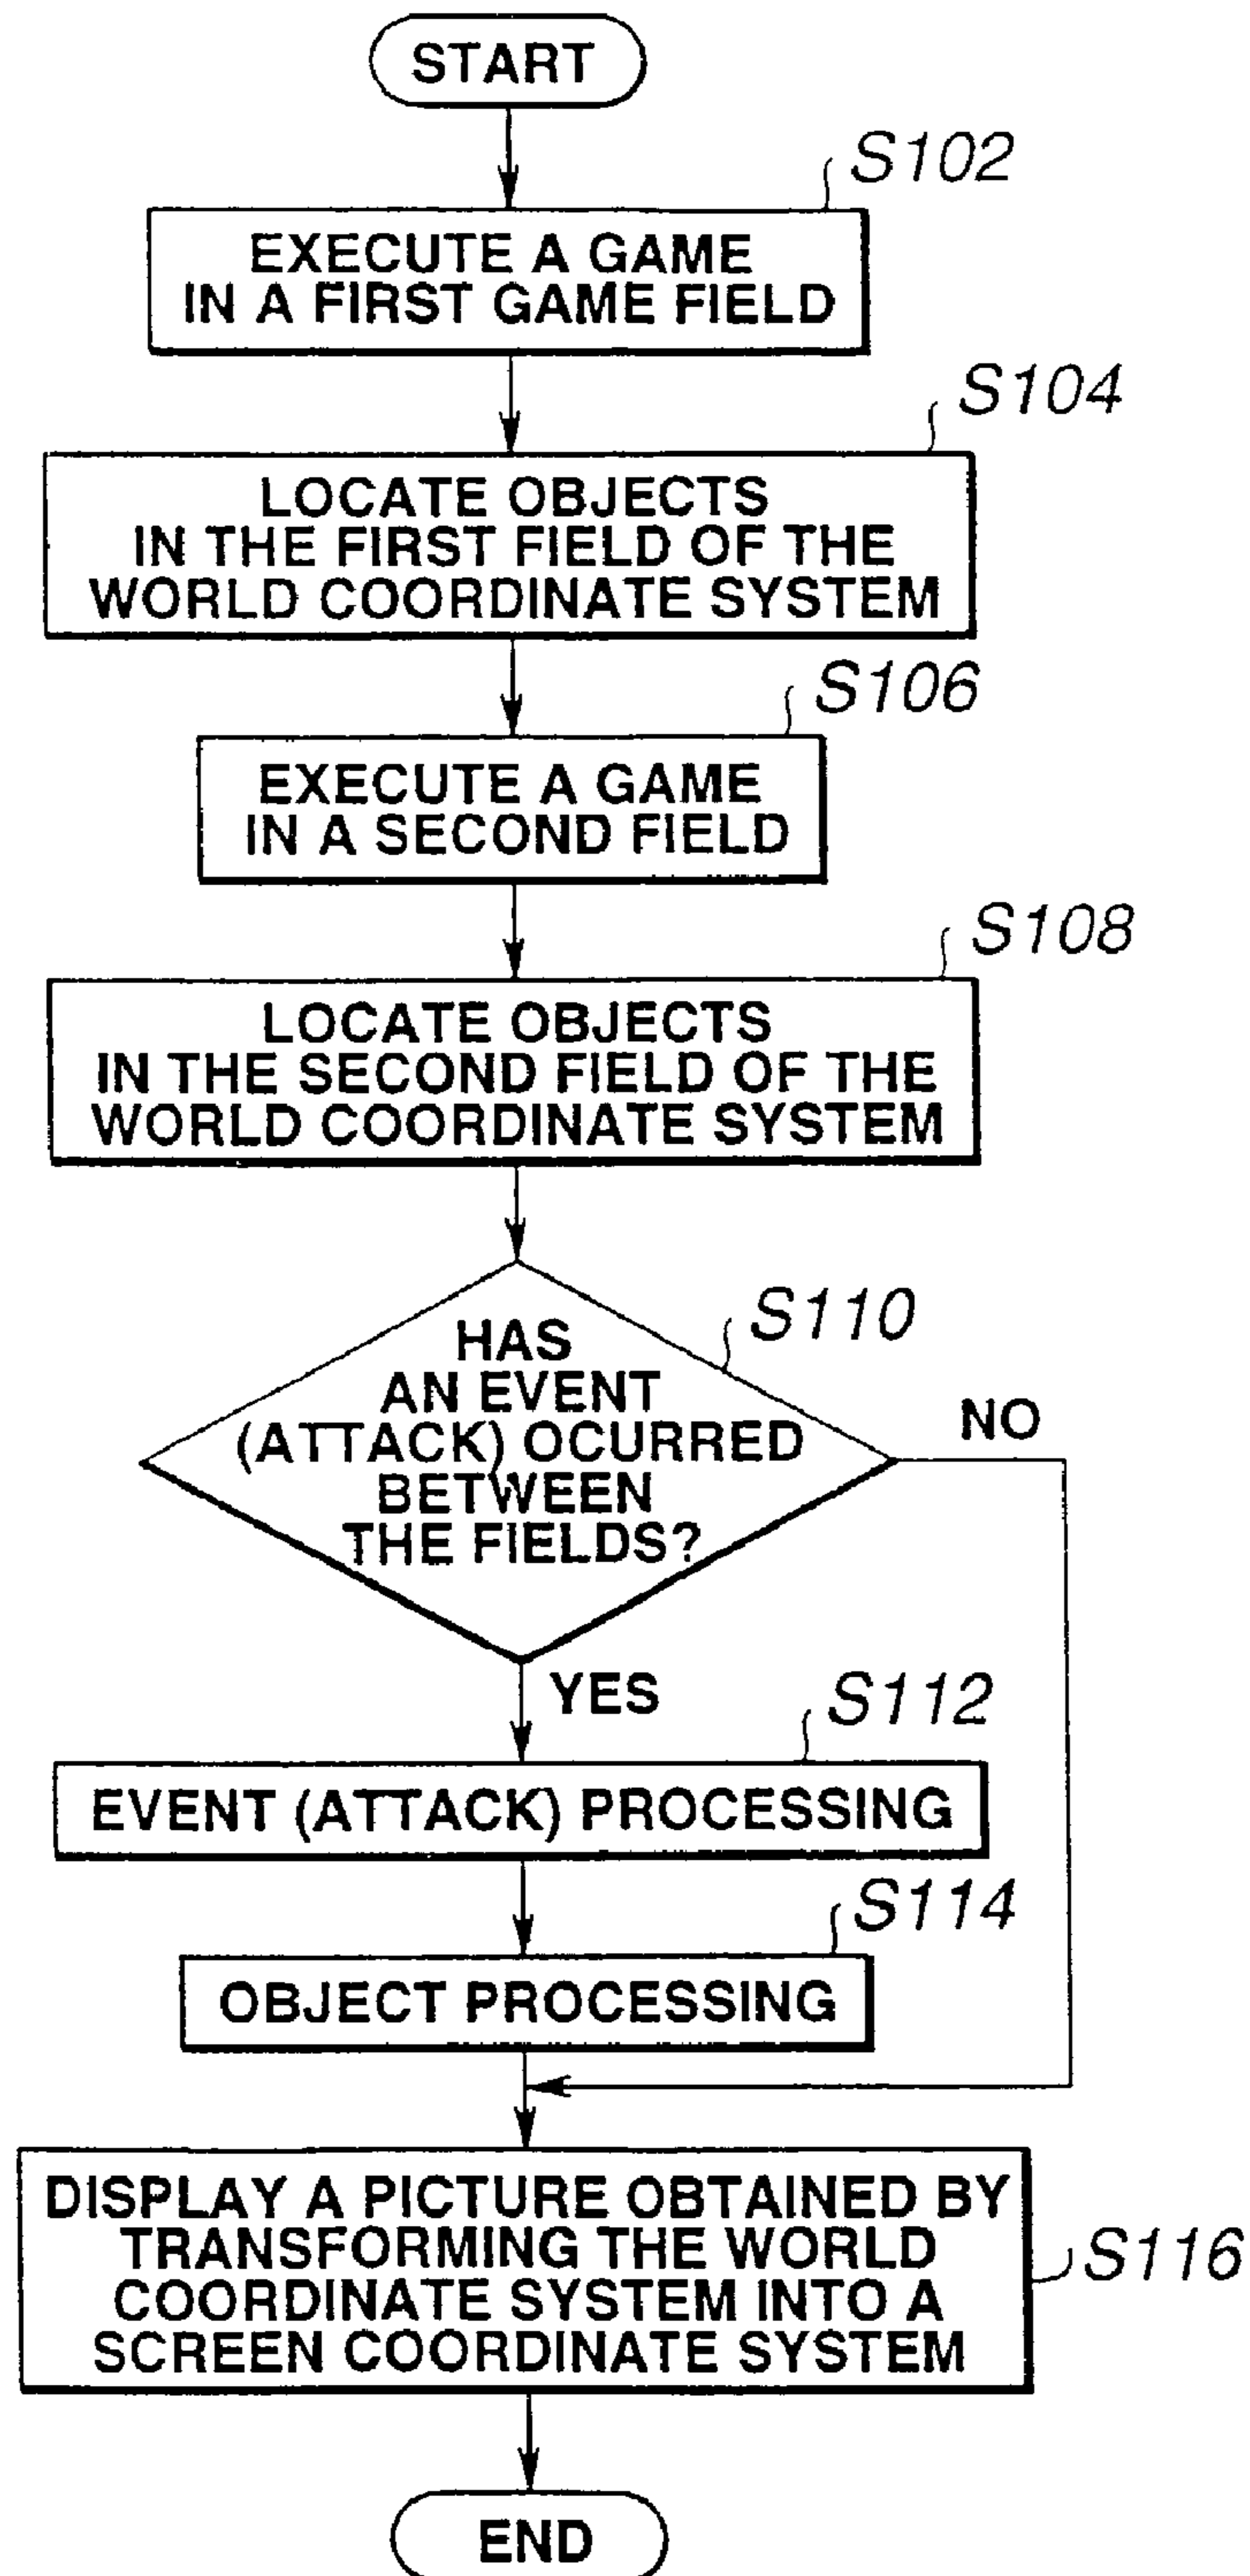 START
S102
EXECUTE A GAME
IN A FIRST GAME FIELD
S104
LOCATE OBJECTS
IN THE FIRST FIELD OF THE
WORLD COORDINATE SYSTEM
S106
EXECUTE A GAME
IN A SECOND FIELD
S108
LOCATE OBJECTS
IN THE SECOND FIELD OF THE
WORLD COORDINATE SYSTEM
S110
HAS
AN EVENT
(ATTACK) OCURRED
BETWEEN
THE FIELDS?
NO
YES
S112
EVENT (ATTACK) PROCESSING
S114
OBJECT PROCESSING
DISPLAY A PICTURE OBTAINED BY
TRANSFORMING THE WORLD
COORDINATE SYSTEM INTO A
SCREEN COORDINATE SYSTEM
S116
END